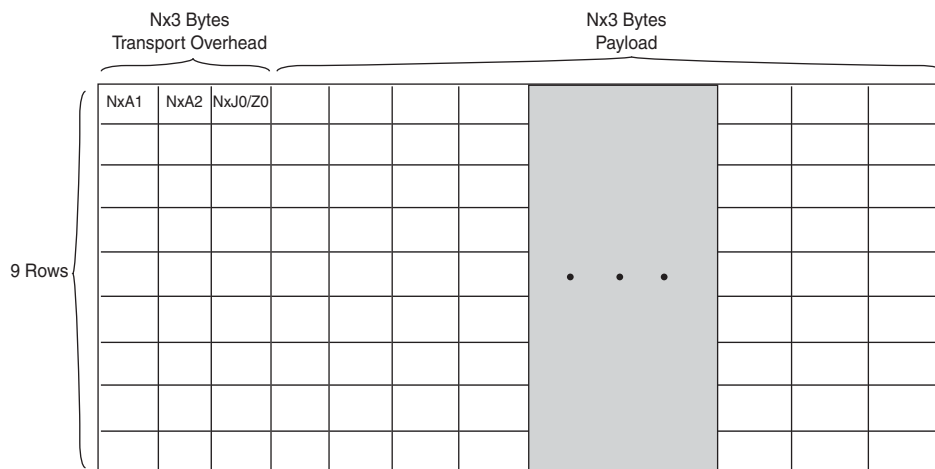 Nx3 Bytes
Transport Overhead
Nx3 Bytes
Payload
NxA1 NxA2 NxJ0/Z0
9 Rows